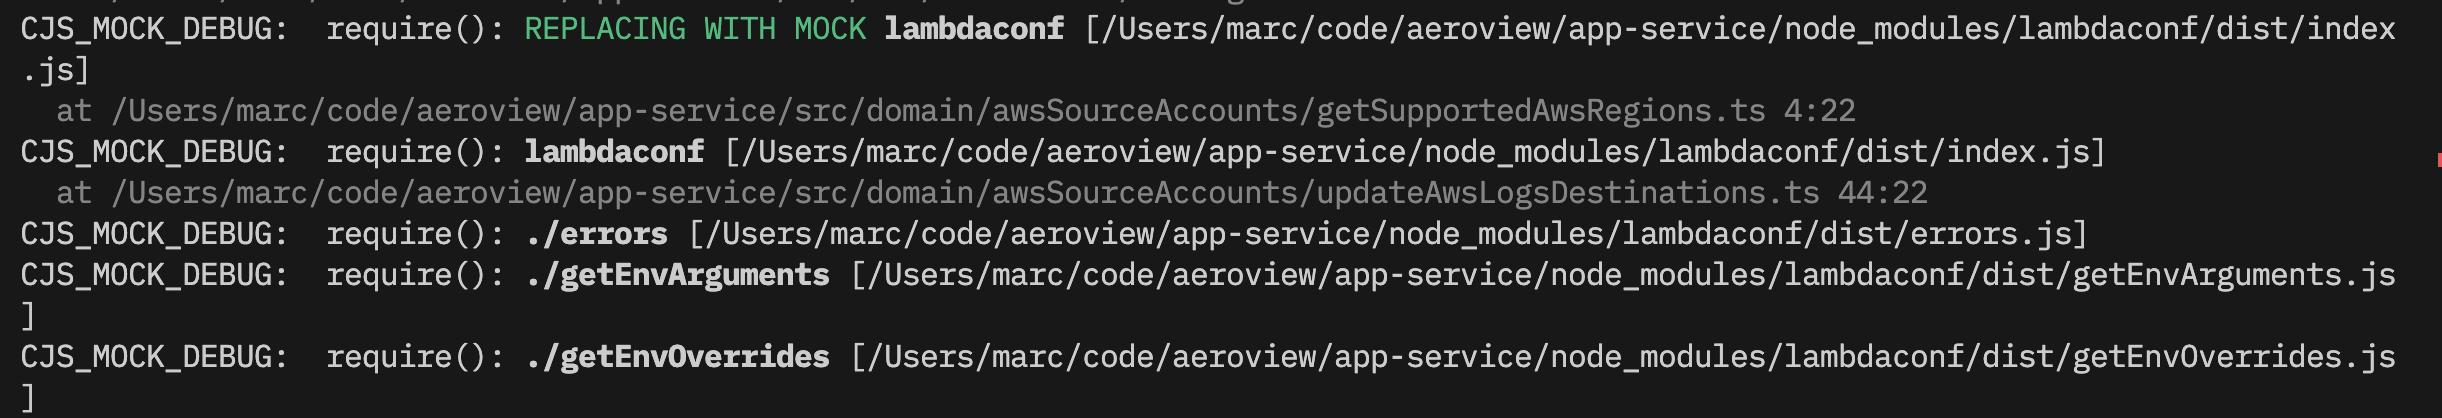 CJS_MOCK_DEBUG:  require(): REPLACING WITH MOCK lambdaconf [/Users/marc/code/aeroview/app-service/node_modules/lambdaconf/dist/index
.js]
  at /Users/marc/code/aeroview/app-service/src/domain/awsSourceAccounts/getSupportedAwsRegions.ts 4:22
CJS_MOCK_DEBUG:  require(): lambdaconf [/Users/marc/code/aeroview/app-service/node_modules/lambdaconf/dist/index.js]
  at /Users/marc/code/aeroview/app-service/src/domain/awsSourceAccounts/updateAwsLogsDestinations.ts 44:22
CJS_MOCK_DEBUG:  require(): ./errors [/Users/marc/code/aeroview/app-service/node_modules/lambdaconf/dist/errors.js]
CJS_MOCK_DEBUG:  require(): ./getEnvArguments [/Users/marc/code/aeroview/app-service/node_modules/lambdaconf/dist/getEnvArguments.js
]
CJS_MOCK_DEBUG:  require(): ./getEnvOverrides [/Users/marc/code/aeroview/app-service/node_modules/lambdaconf/dist/getEnvOverrides.js
]